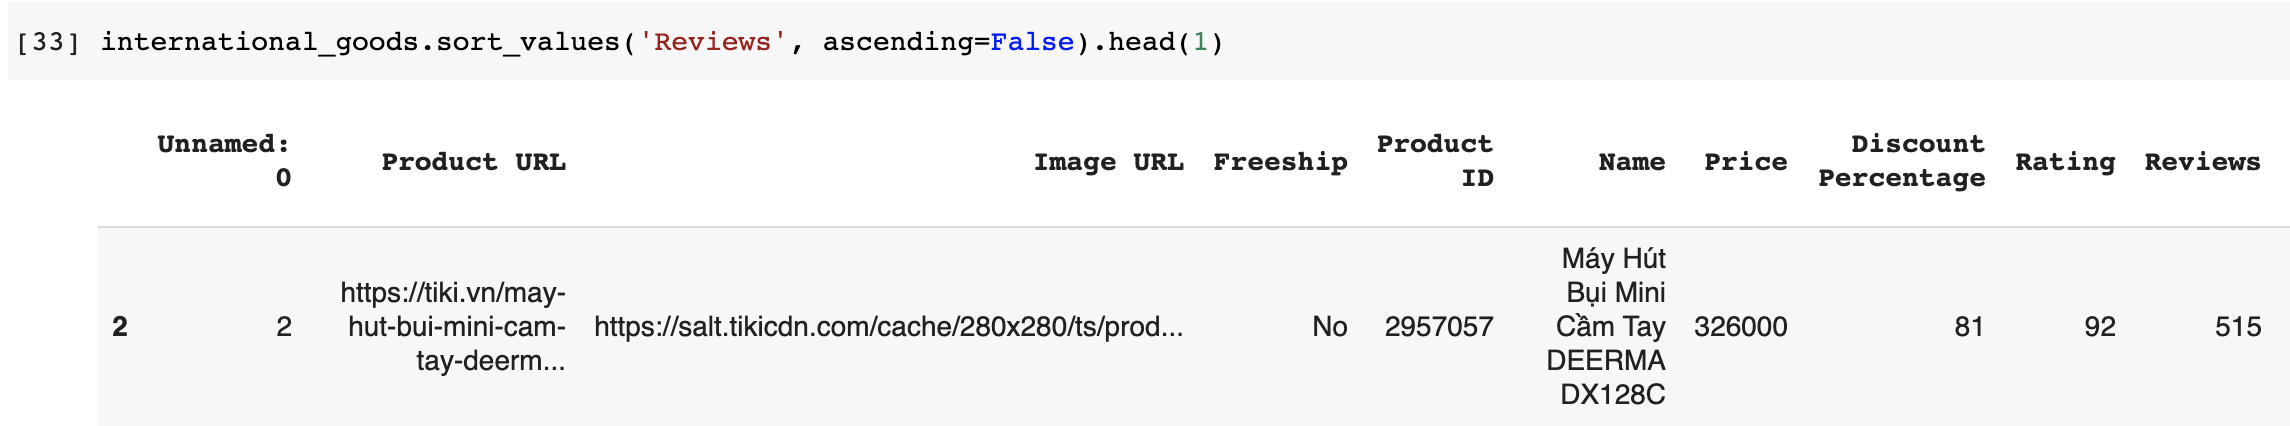 [33] international_goods.sort_values('Reviews', ascending=False).head(1)
Unnamed: 0 Product URL Image URL Freeship Product ID Name Price Discount Percentage Rating Reviews
2 2 https://tiki.vn/may-
hut-bui-mini-cam-
tay-deerm... https://salt.tikicdn.com/cache/280x280/ts/prod... No 2957057 Máy Hút
Bụi Mini
Cầm Tay
DEERMA
DX128C 326000 81 92 515